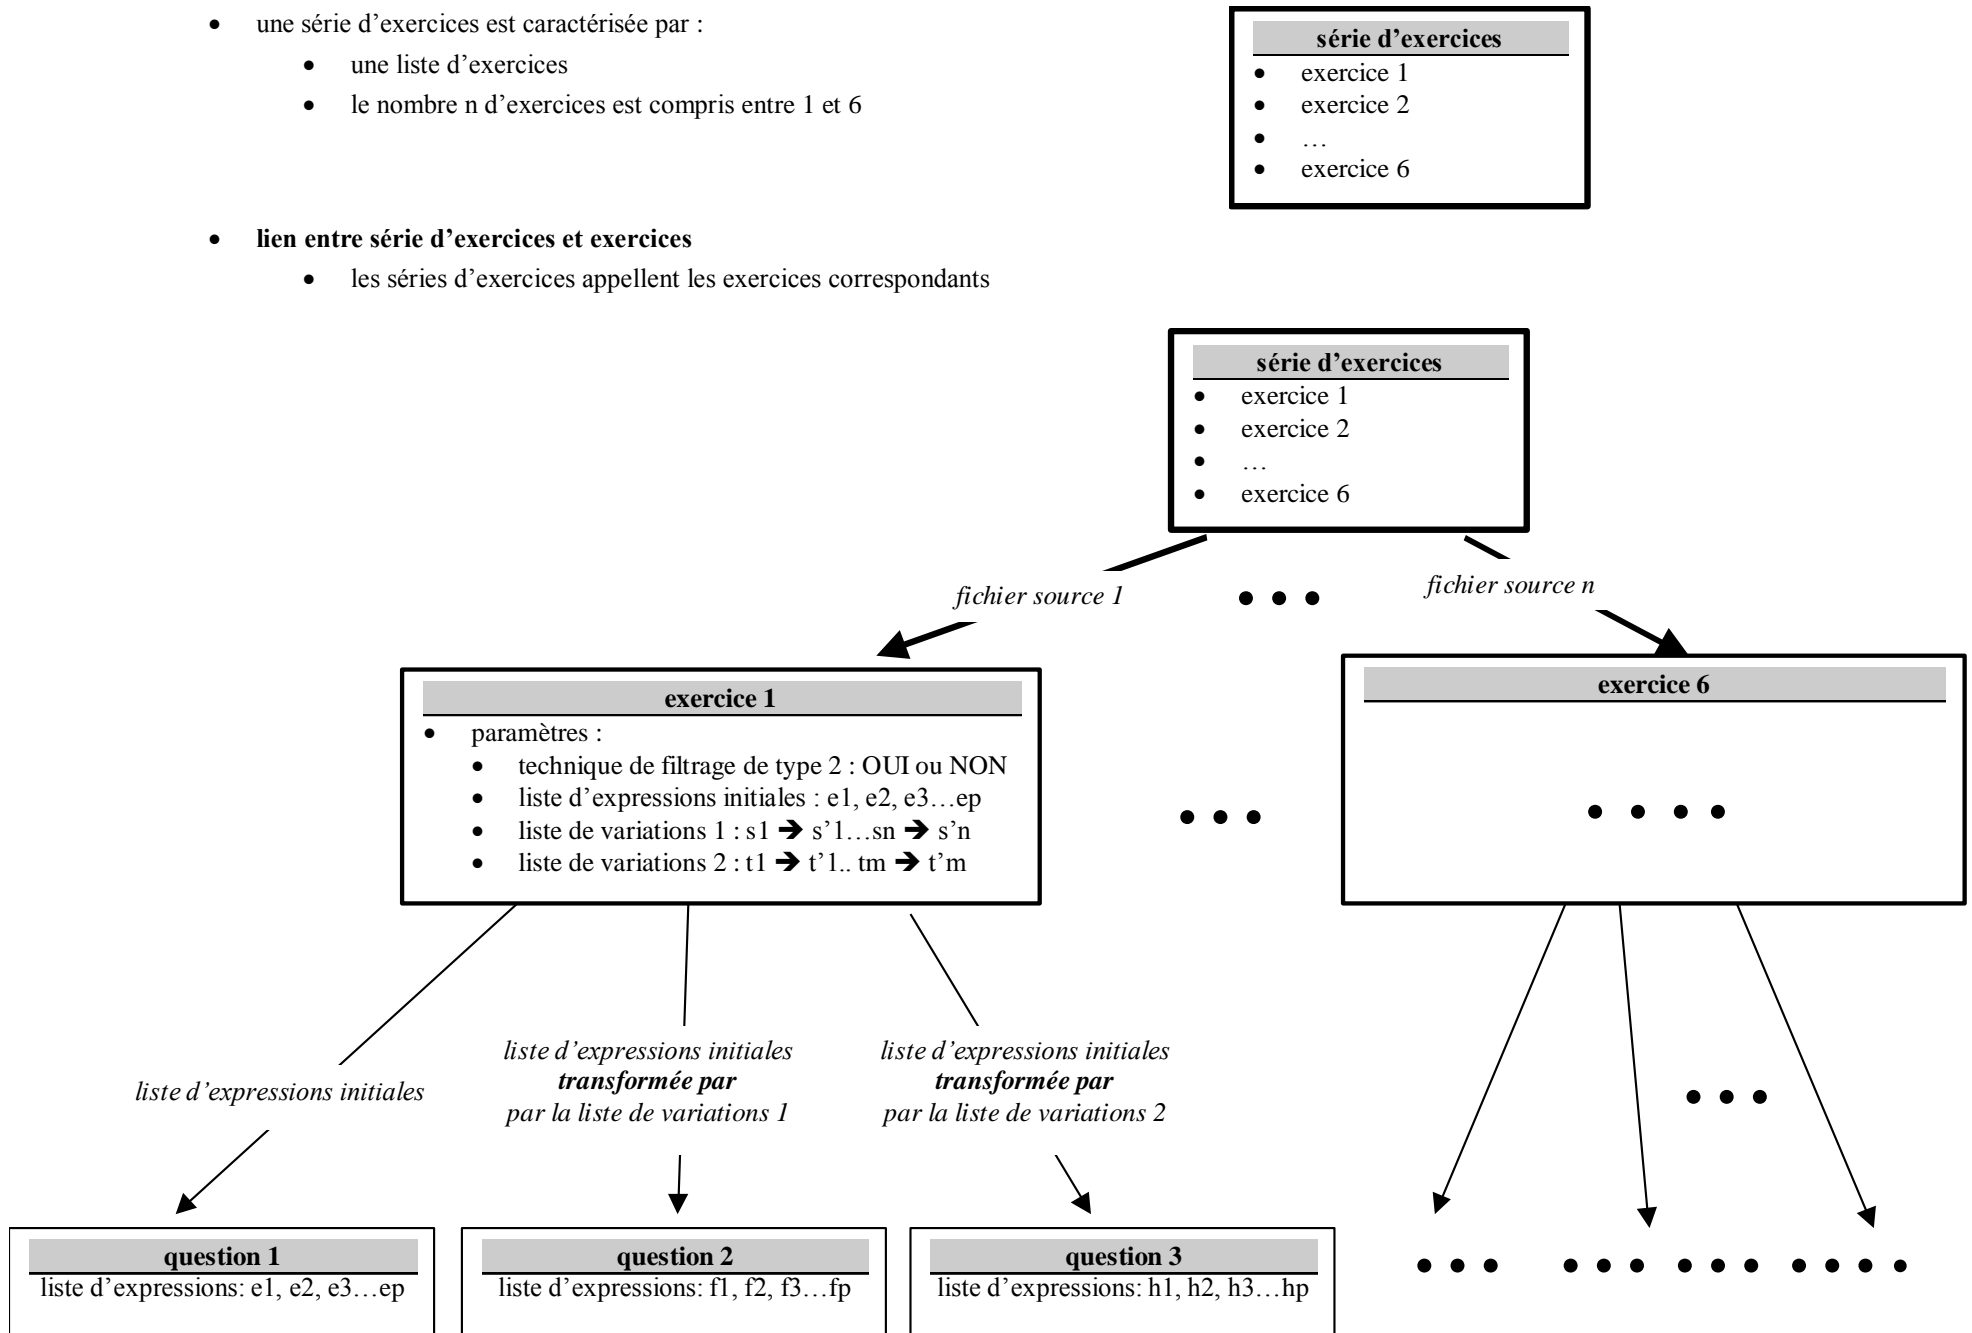 • une série d’exercices est caractérisée par :
• une liste d’exercices
• le nombre n d’exercices est compris entre 1 et 6
série d’exercices
• exercice 1
• exercice 2
• …
• exercice 6
• lien entre série d’exercices et exercices
• les séries d’exercices appellent les exercices correspondants
série d’exercices
• exercice 1
• exercice 2
• …
• exercice 6
fichier source 1
• • •
fichier source n
exercice 1
• paramètres :
• technique de filtrage de type 2 : OUI ou NON
• liste d’expressions initiales : e1, e2, e3…ep
• liste de variations 1 : s1 ➔ s’1…sn ➔ s’n
• liste de variations 2 : t1 ➔ t’1.. tm ➔ t’m
• • •
exercice 6
• • • •
liste d’expressions initiales
liste d’expressions initiales
transformée par
par la liste de variations 1
liste d’expressions initiales
transformée par
par la liste de variations 2
• • •
question 1
liste d’expressions: e1, e2, e3…ep
question 2
liste d’expressions: f1, f2, f3…fp
question 3
liste d’expressions: h1, h2, h3…hp
• • • • • • • • • • • • •